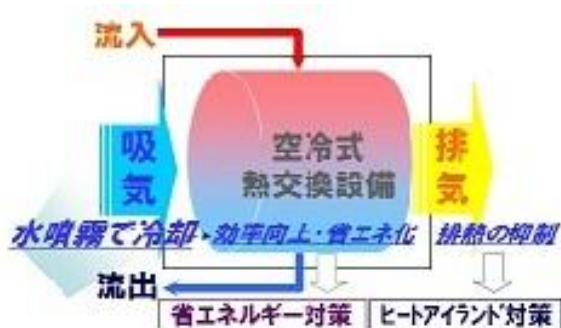 流入
吸気
空冷式
熱交換設備
排気
水噴霧で冷却・効率向上・省エネ化 排熱の抑制
流出
省エネルギー対策 ヒートアイランド対策